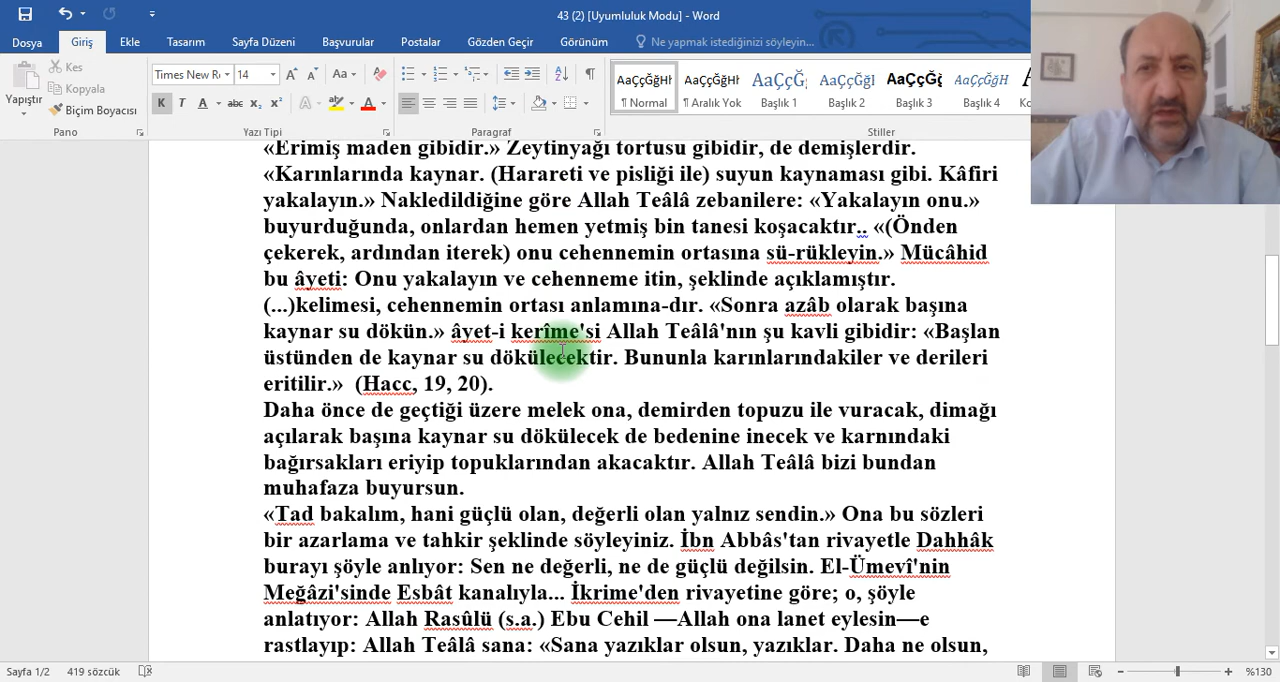 43 (2) [Uyumluluk Modu] - Word
Dosya Giriş Ekle Tasarım Sayfa Düzeni Başvurular Postalar Gözden Geçir Görünüm Ne yapmak istediğinizi söyleyin...
Yapıştır
Kes
Kopyala
Biçim Boyacısı
Times New Ro 14
K T A abc x₂ x² A A
¶ Normal ¶ Aralık Yok Başlık 1 Başlık 2 Başlık 3 Başlık 4
Pano Yazı Tipi Paragraf Stiller
«Erimiş maden gibidir.» Zeytinyağı tortusu gibidir, de demişlerdir.
«Karınlarında kaynar. (Harareti ve pisliği ile) suyun kaynaması gibi. Kâfiri
yakalayın.» Nakledildiğine göre Allah Teâlâ zebanilere: «Yakalayın onu.»
buyurduğunda, onlardan hemen yetmiş bin tanesi koşacaktır.. «(Önden
çekerek, ardından iterek) onu cehennemin ortasına sü-rükleyin.» Mücâhid
bu âyeti: Onu yakalayın ve cehenneme itin, şeklinde açıklamıştır.
(...)kelimesi, cehennemin ortası anlamına-dır. «Sonra azâb olarak başına
kaynar su dökün.» âyet-i kerîme'si Allah Teâlâ'nın şu kavli gibidir: «Başlan
üstünden de kaynar su dökülecektir. Bununla karınlarındakiler ve derileri
eritilir.» (Hacc, 19, 20).
Daha önce de geçtiği üzere melek ona, demirden topuzu ile vuracak, dimağı
açılarak başına kaynar su dökülecek de bedenine inecek ve karnındaki
bağırsakları eriyip topuklarından akacaktır. Allah Teâlâ bizi bundan
muhafaza buyursun.
«Tad bakalım, hani güçlü olan, değerli olan yalnız sendin.» Ona bu sözleri
bir azarlama ve tahkir şeklinde söyleyiniz. İbn Abbâs'tan rivayetle Dahhâk
burayı şöyle anlıyor: Sen ne değerli, ne de güçlü değilsin. El-Ümevî'nin
Meğâzi'sinde Esbât kanalıyla... İkrime'den rivayetine göre; o, şöyle
anlatıyor: Allah Rasûlü (s.a.) Ebu Cehil —Allah ona lanet eylesin—e
rastlayıp: Allah Teâlâ sana: «Sana yazıklar olsun, yazıklar. Daha ne olsun,
Sayfa 1/2 419 sözcük %130